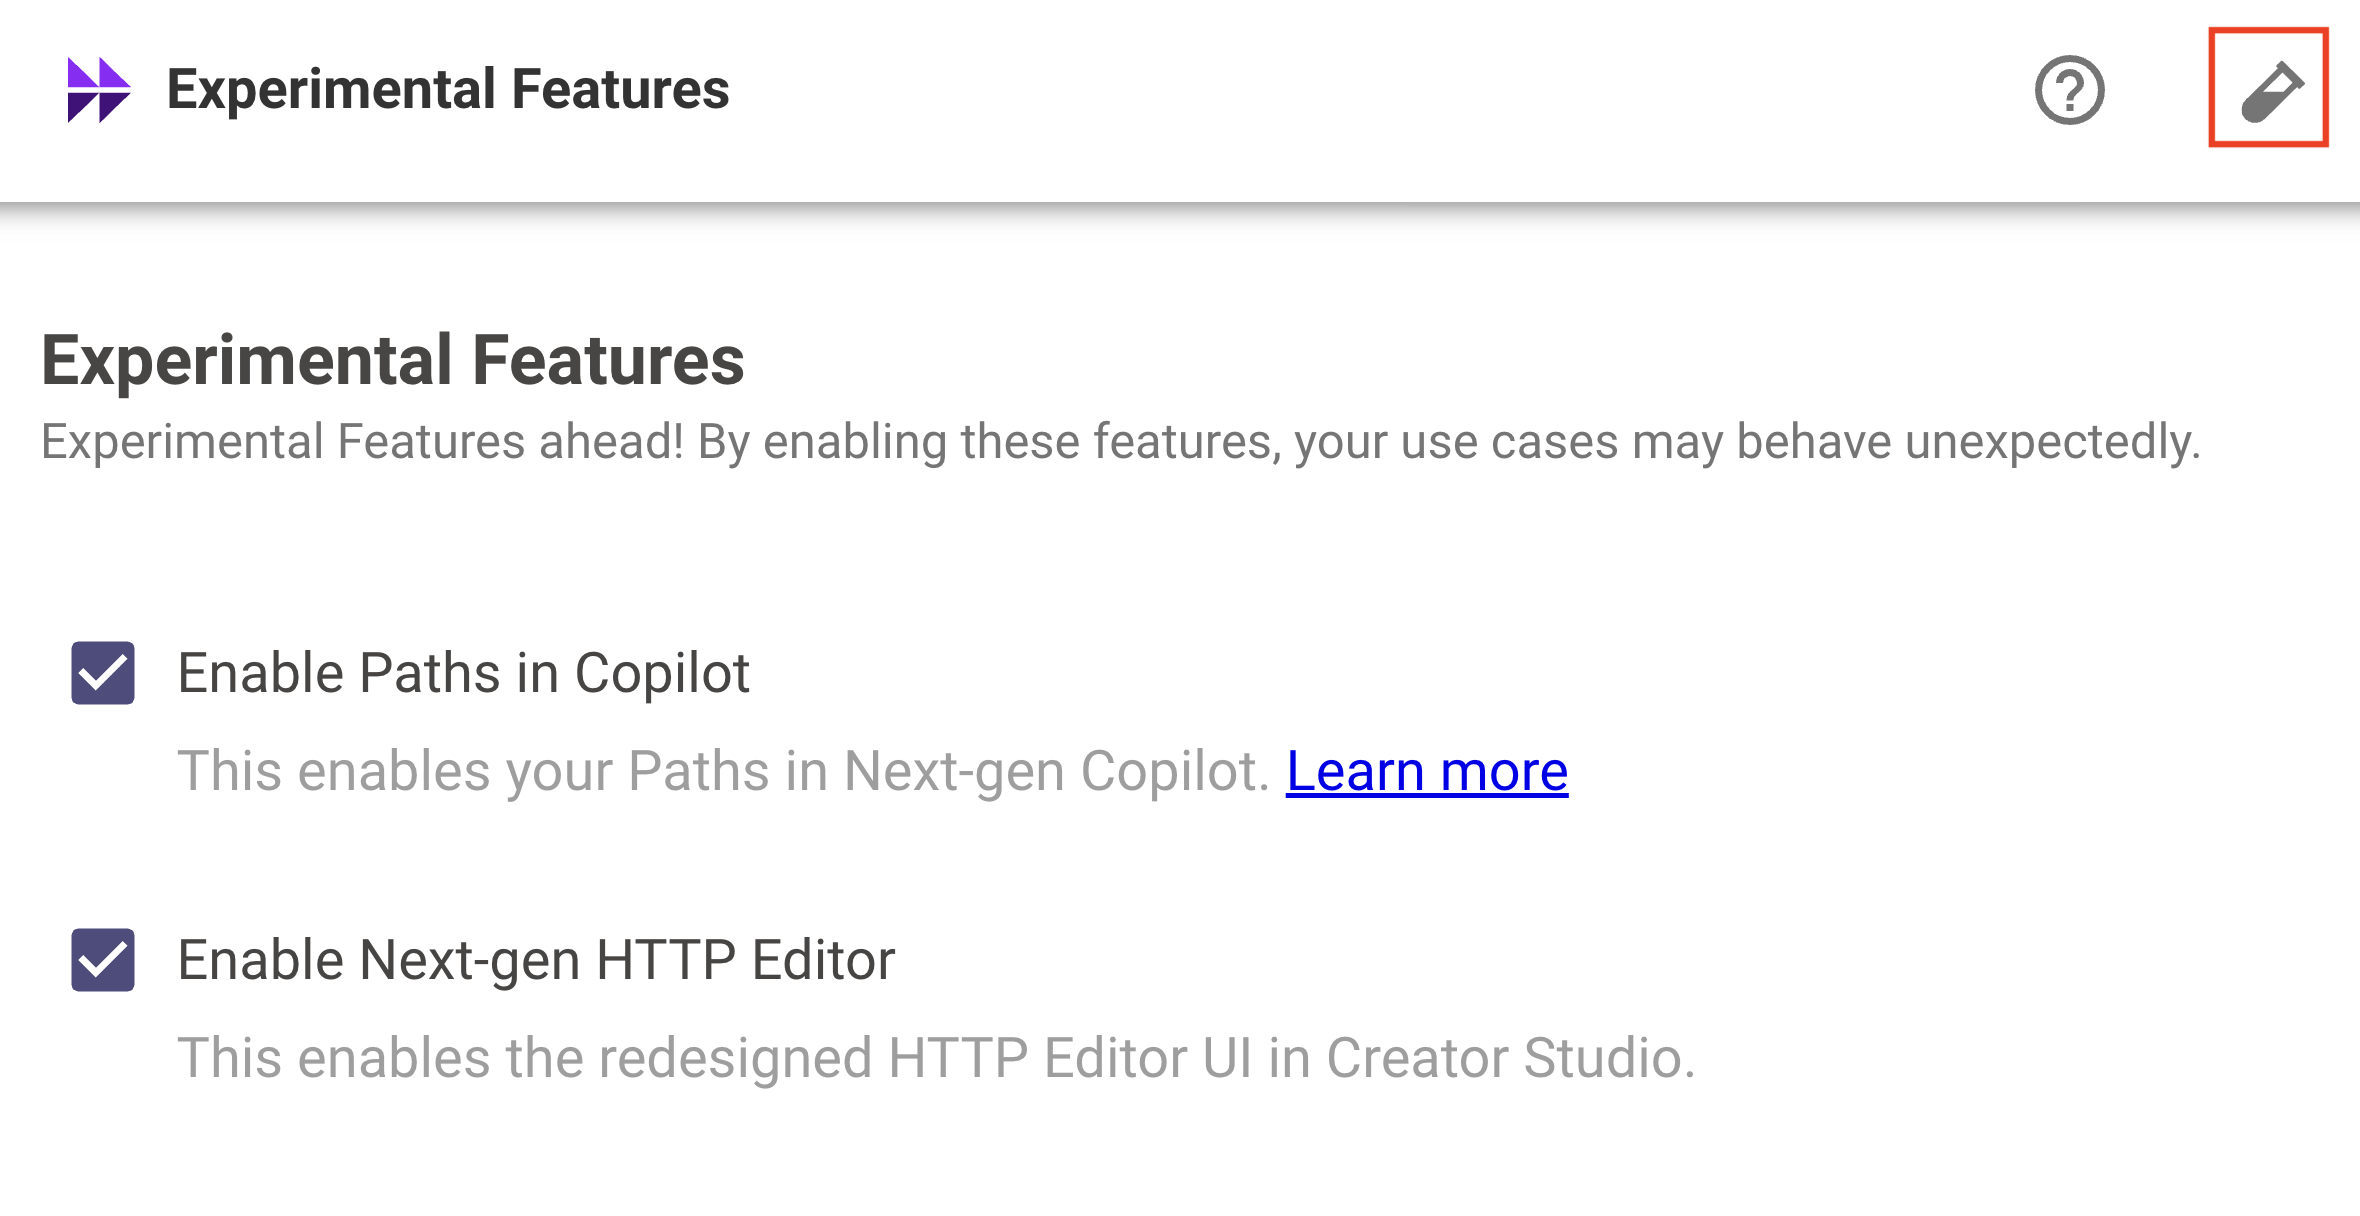 Experimental Features
Experimental Features
Experimental Features ahead! By enabling these features, your use cases may behave unexpectedly.
Enable Paths in Copilot
This enables your Paths in Next-gen Copilot. Learn more
Enable Next-gen HTTP Editor
This enables the redesigned HTTP Editor UI in Creator Studio.